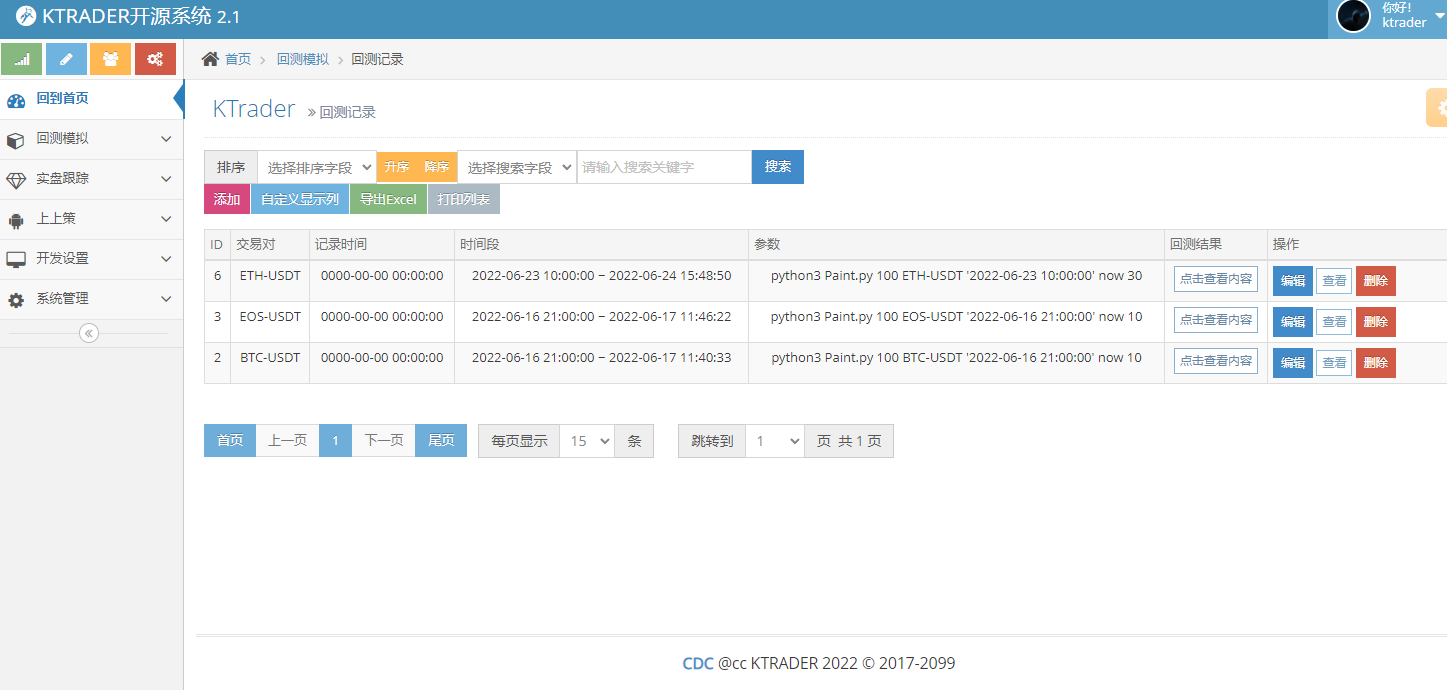 KTRADER开源系统 2.1
你好!
ktrader
首页 > 回测模拟 > 回测记录
回到首页
回测模拟
实盘跟踪
上上策
开发设置
系统管理
KTrader » 回测记录
排序 选择排序字段 升序 降序 选择搜索字段 请输入搜索关键字 搜索
添加 自定义显示列 导出Excel 打印列表
ID 交易对 记录时间 时间段 参数 回测结果 操作
6 ETH-USDT 0000-00-00 00:00:00 2022-06-23 10:00:00 ~ 2022-06-24 15:48:50 python3 Paint.py 100 ETH-USDT '2022-06-23 10:00:00' now 30 点击查看内容 编辑 查看 删除
3 EOS-USDT 0000-00-00 00:00:00 2022-06-16 21:00:00 ~ 2022-06-17 11:46:22 python3 Paint.py 100 EOS-USDT '2022-06-16 21:00:00' now 10 点击查看内容 编辑 查看 删除
2 BTC-USDT 0000-00-00 00:00:00 2022-06-16 21:00:00 ~ 2022-06-17 11:40:33 python3 Paint.py 100 BTC-USDT '2022-06-16 21:00:00' now 10 点击查看内容 编辑 查看 删除
首页 上一页 1 下一页 尾页 每页显示 15 条 跳转到 1 页 共 1 页
CDC @cc KTRADER 2022 © 2017-2099